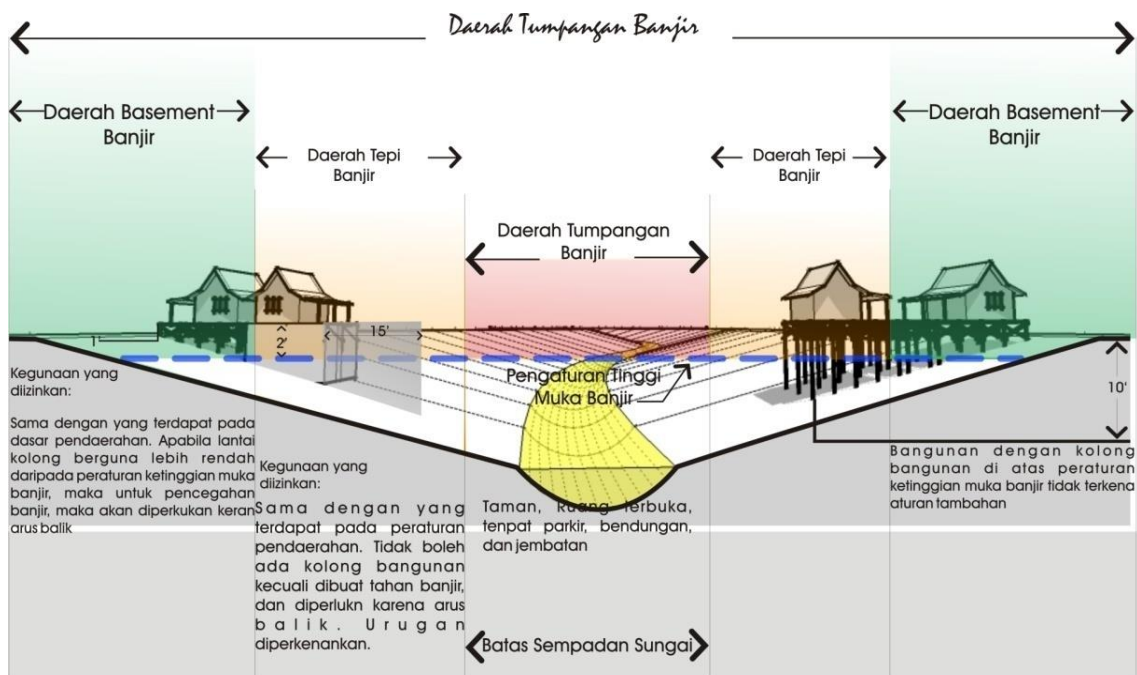 Daerah Tumpangan Banjir
Daerah Basement
Banjir
Daerah Tepi
Banjir
Daerah Tumpangan
Banjir
Daerah Tepi
Banjir
Daerah Basement
Banjir
1'
2'
15'
10'
Pengaturan Tinggi
Muka Banjir
Kegunaan yang
diizinkan:
Sama dengan yang terdapat pada
dasar pendaerahan. Apabila lantai
kolong berguna lebih rendah
daripada peraturan ketinggian muka
banjir, maka untuk pencegahan
banjir, maka akan diperkukan keran
arus balik
Kegunaan yang
diizinkan:
Sama dengan yang
terdapat pada peraturan
pendaerahan. Tidak boleh
ada kolong bangunan
kecuali dibuat tahan banjir,
dan diperlukn karena arus
balik. Urugan
diperkenankan.
Taman, Ruang Terbuka,
tenpat parkir, bendungan,
dan jembatan
Bangunan dengan kolong
bangunan di atas peraturan
ketinggian muka banjir tidak terkena
aturan tambahan
Batas Sempadan Sungai